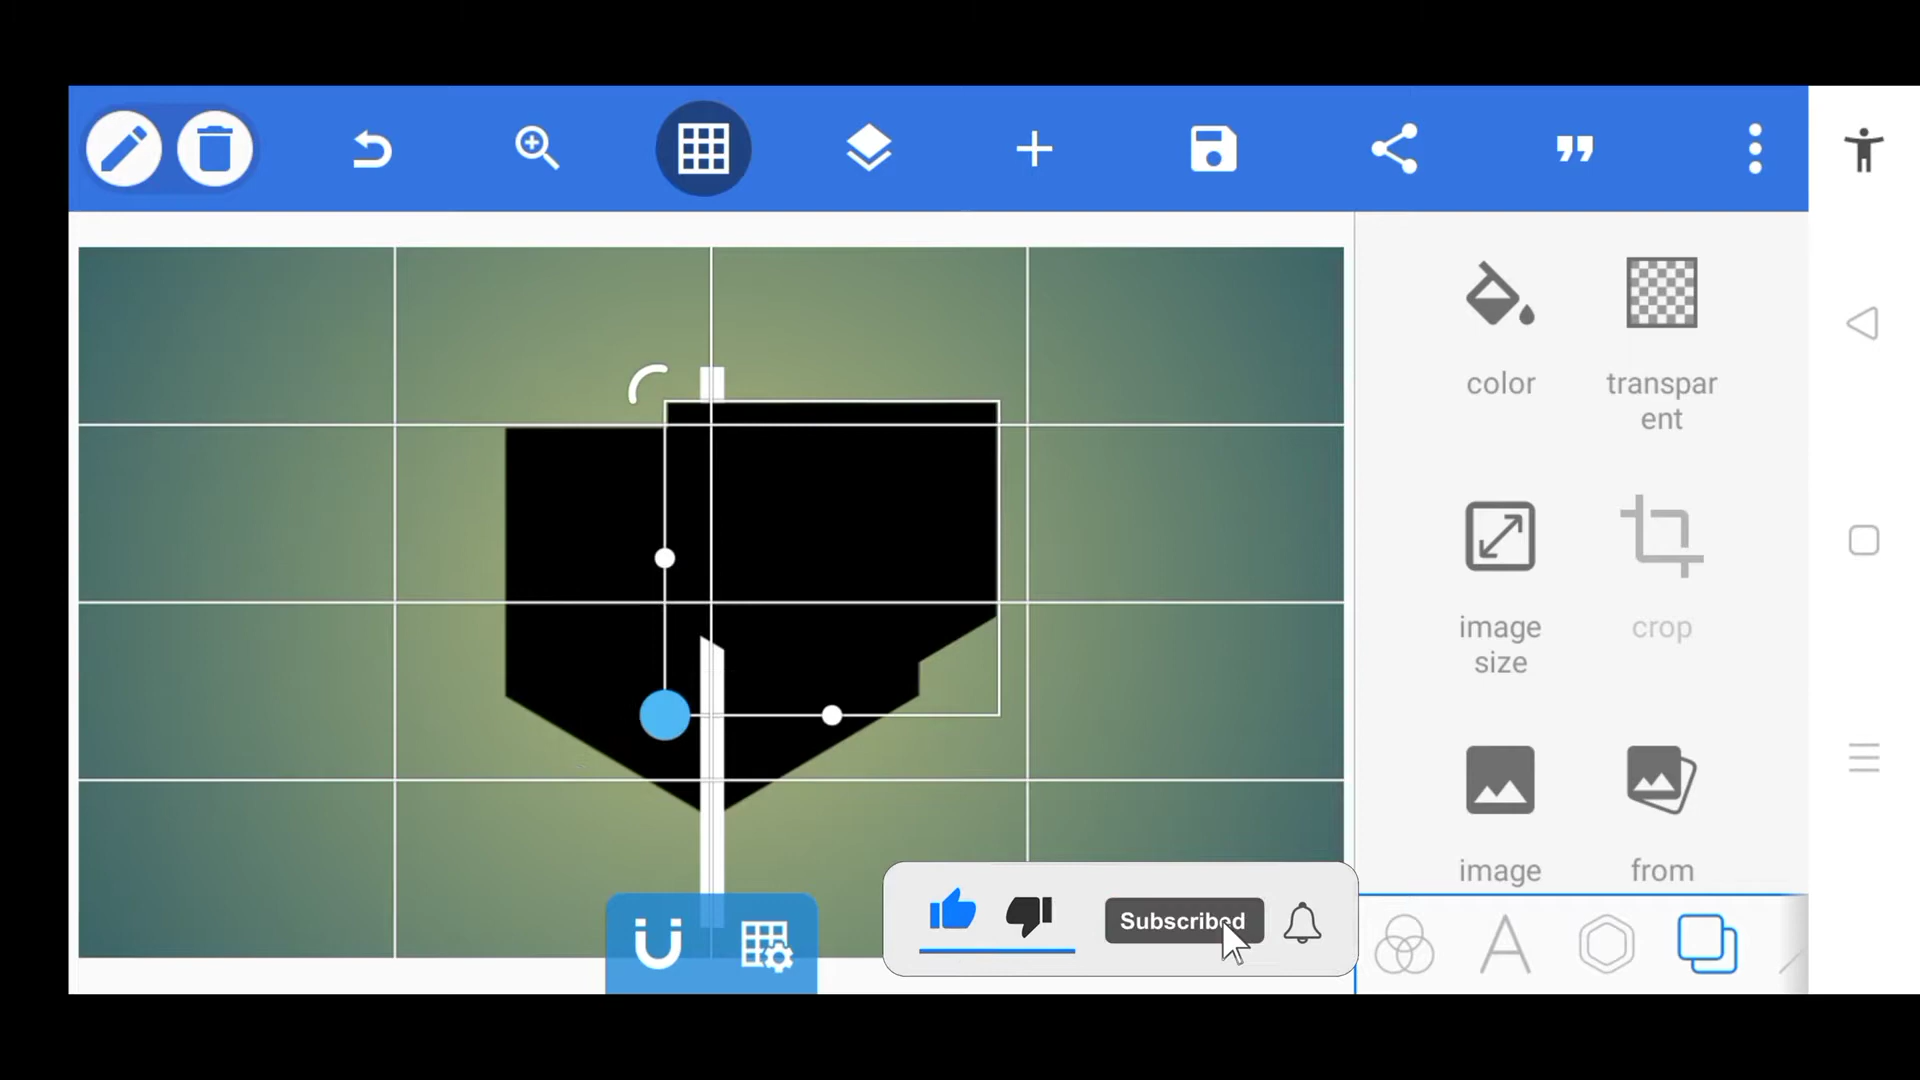 color
transpar
ent
image
size
crop
image
from
Subscribed